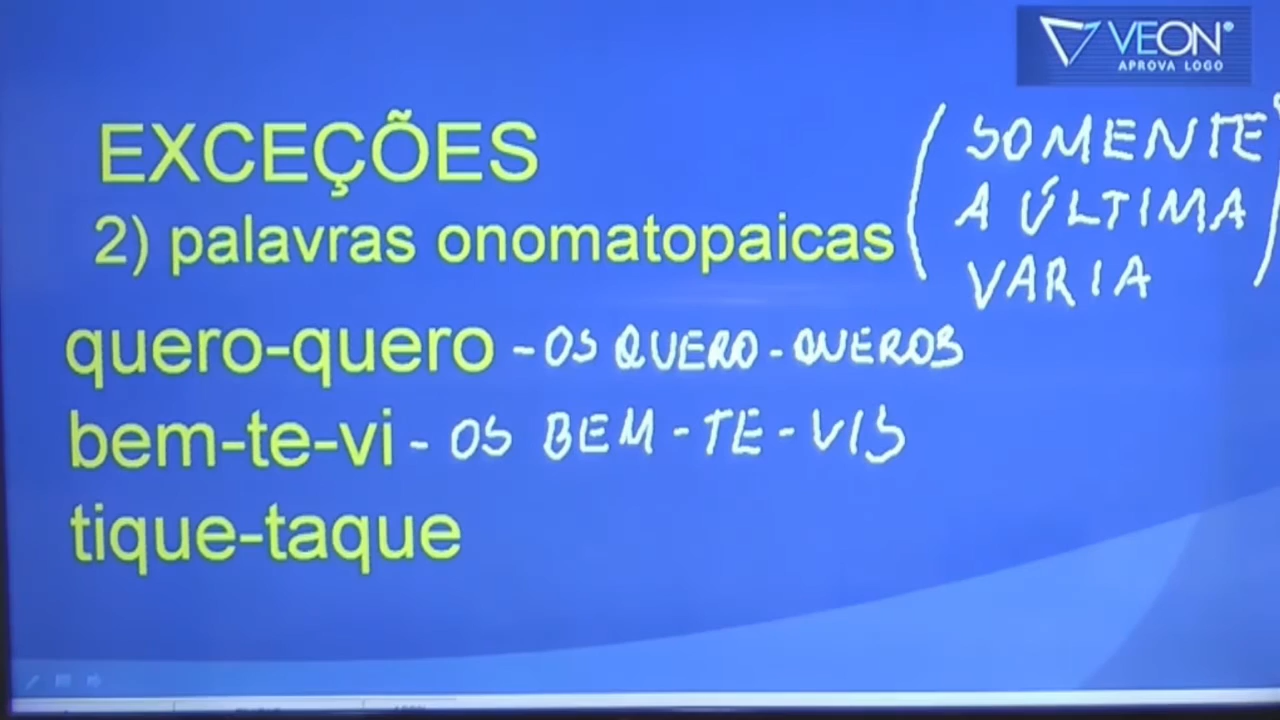 VEON
APROVA LOGO
EXCEÇÕES
2) palavras onomatopaicas
(SOMENTE
A ÚLTIMA
VARIA)
quero-quero - OS QUERO-QUEROS
bem-te-vi - OS BEM-TE-VIS
tique-taque